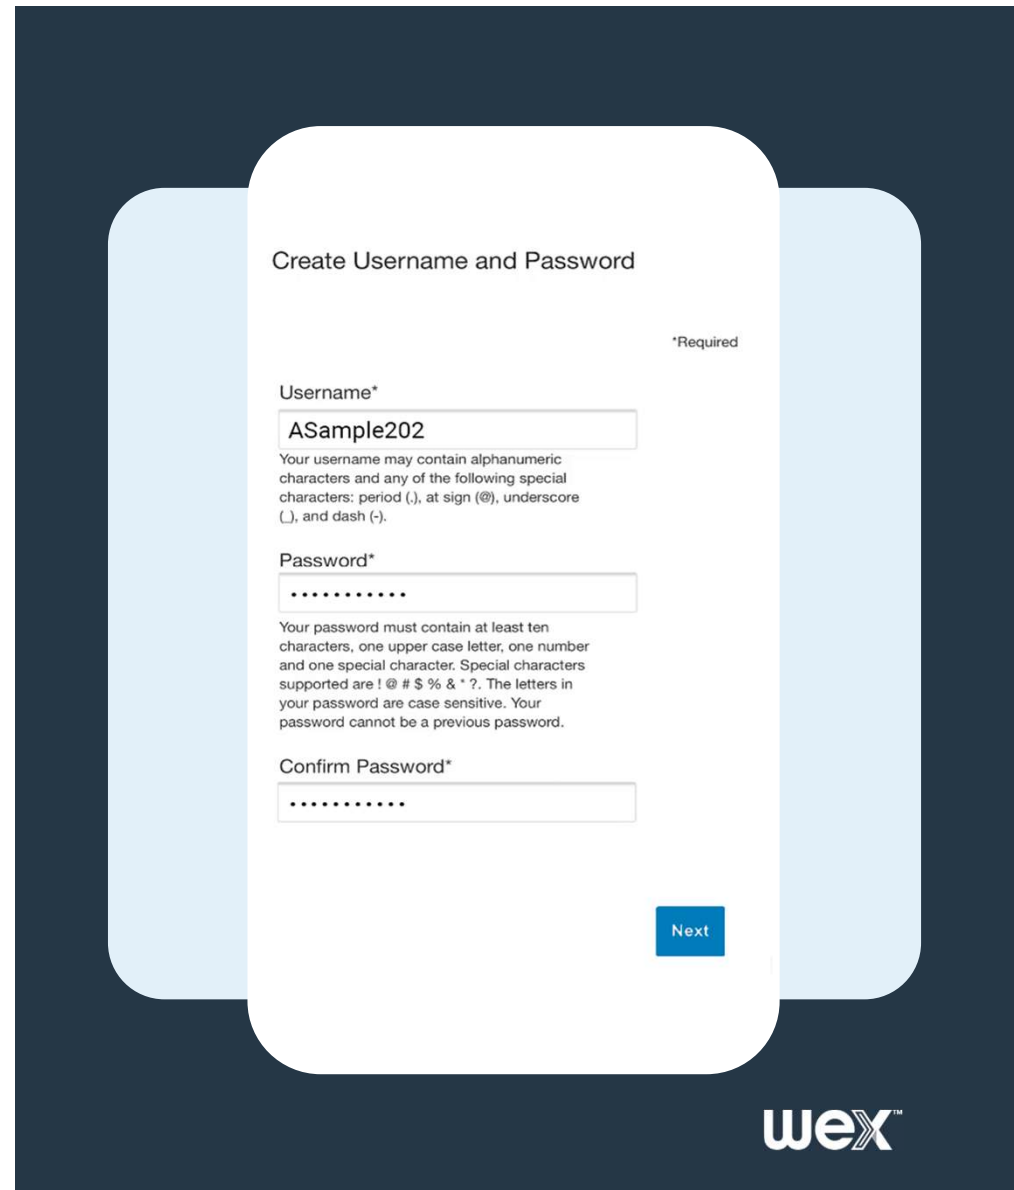 Create Username and Password
*Required
Username*
ASample202
Your username may contain alphanumeric
characters and any of the following special
characters: period (.), at sign (@), underscore
(_), and dash (-).
Password*
•••••••••••
Your password must contain at least ten
characters, one upper case letter, one number
and one special character. Special characters
supported are ! @ # $ % & * ?. The letters in
your password are case sensitive. Your
password cannot be a previous password.
Confirm Password*
•••••••••••
Next
wex™